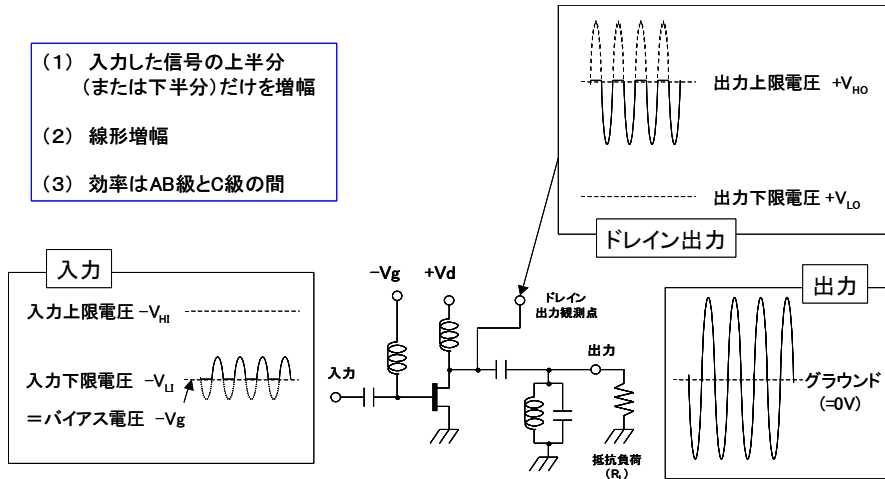 (1) 入力した信号の上半分
(または下半分)だけを増幅
(2) 線形増幅
(3) 効率はAB級とC級の間
出力上限電圧 +VHO
出力下限電圧 +VLO
ドレイン出力
入力
入力上限電圧 −VHI
入力下限電圧 −VLI
=バイアス電圧 −Vg
−Vg
+Vd
ドレイン
出力観測点
入力
出力
抵抗負荷
(RL)
出力
グラウンド
(=0V)